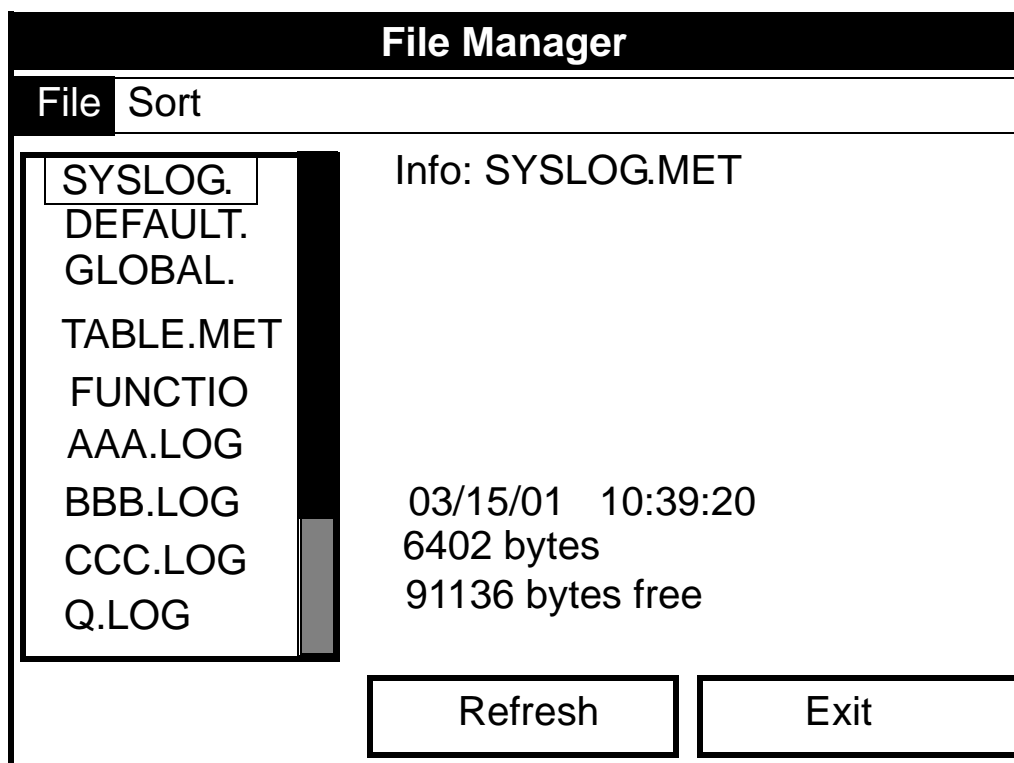 File Manager
File Sort
SYSLOG.
DEFAULT.
GLOBAL.
TABLE.MET
FUNCTIO
AAA.LOG
BBB.LOG
CCC.LOG
Q.LOG
Info: SYSLOG.MET
03/15/01 10:39:20
6402 bytes
91136 bytes free
Refresh
Exit